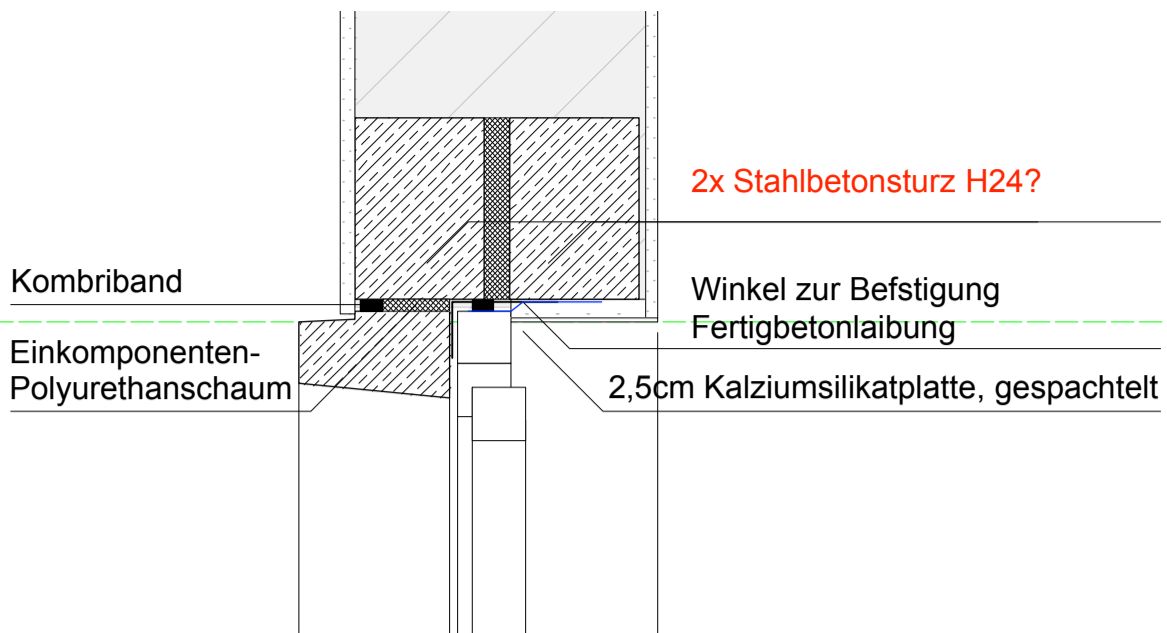 2x Stahlbetonsturz H24?
Kombriband
Winkel zur Befstigung
Fertigbetonlaibung
Einkomponenten-
Polyurethanschaum
2,5cm Kalziumsilikatplatte, gespachtelt